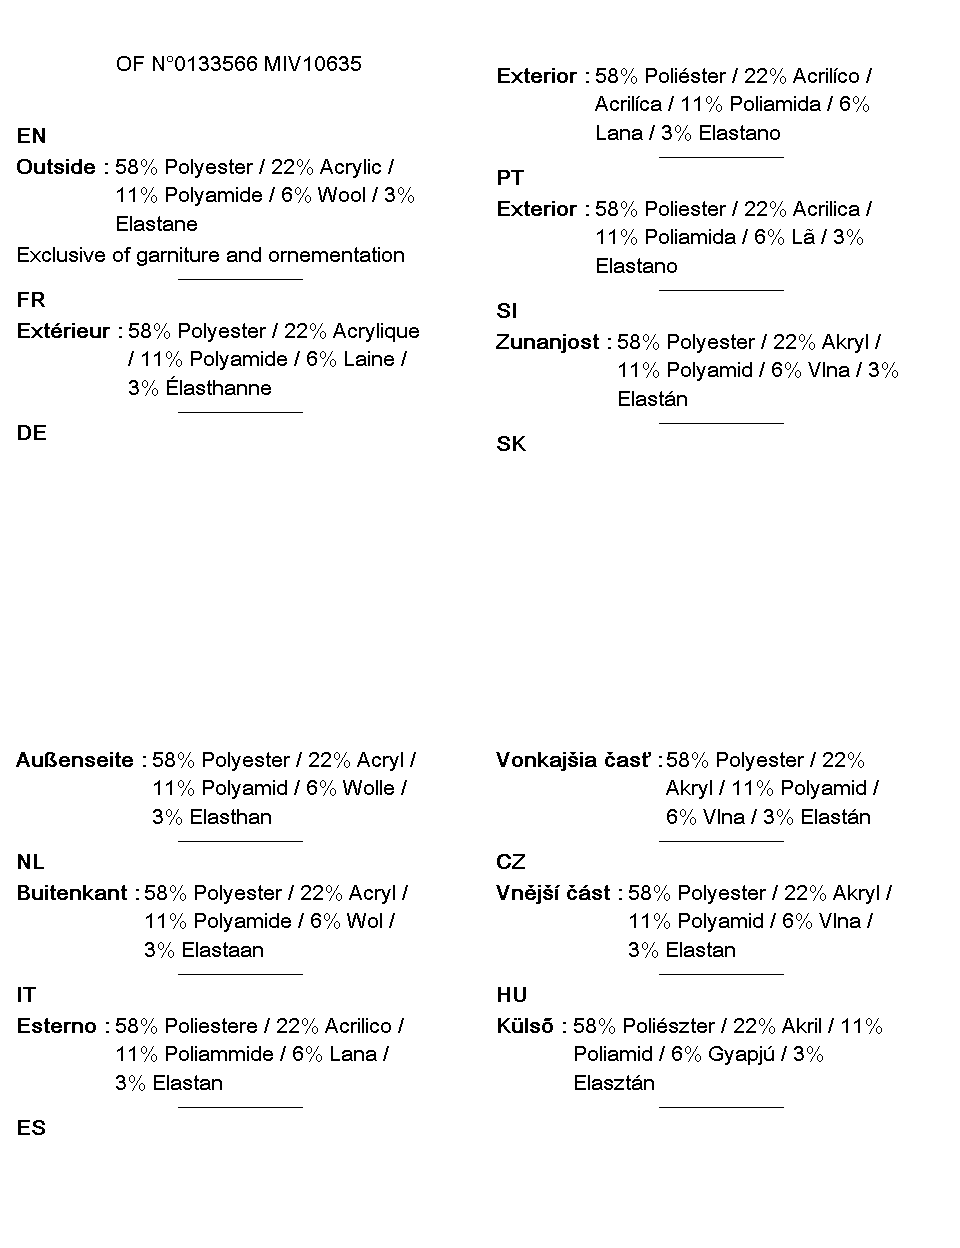 OF N°0133566 MIV10635
EN
Outside : 58% Polyester / 22% Acrylic /
11% Polyamide / 6% Wool / 3%
Elastane
Exclusive of garniture and ornementation
FR
Extérieur : 58% Polyester / 22% Acrylique
/ 11% Polyamide / 6% Laine /
3% Élasthanne
DE
Außenseite : 58% Polyester / 22% Acryl /
11% Polyamid / 6% Wolle /
3% Elasthan
NL
Buitenkant : 58% Polyester / 22% Acryl /
11% Polyamide / 6% Wol /
3% Elastaan
IT
Esterno : 58% Poliestere / 22% Acrilico /
11% Poliammide / 6% Lana /
3% Elastan
ES
Exterior : 58% Poliéster / 22% Acrilíco /
Acrilíca / 11% Poliamida / 6%
Lana / 3% Elastano
PT
Exterior : 58% Poliester / 22% Acrilica /
11% Poliamida / 6% Lã / 3%
Elastano
SI
Zunanjost : 58% Polyester / 22% Akryl /
11% Polyamid / 6% Vlna / 3%
Elastán
SK
Vonkajšia časť : 58% Polyester / 22%
Akryl / 11% Polyamid /
6% Vlna / 3% Elastán
CZ
Vnější část : 58% Polyester / 22% Akryl /
11% Polyamid / 6% Vlna /
3% Elastan
HU
Külső : 58% Poliészter / 22% Akril / 11%
Poliamid / 6% Gyapjú / 3%
Elasztán